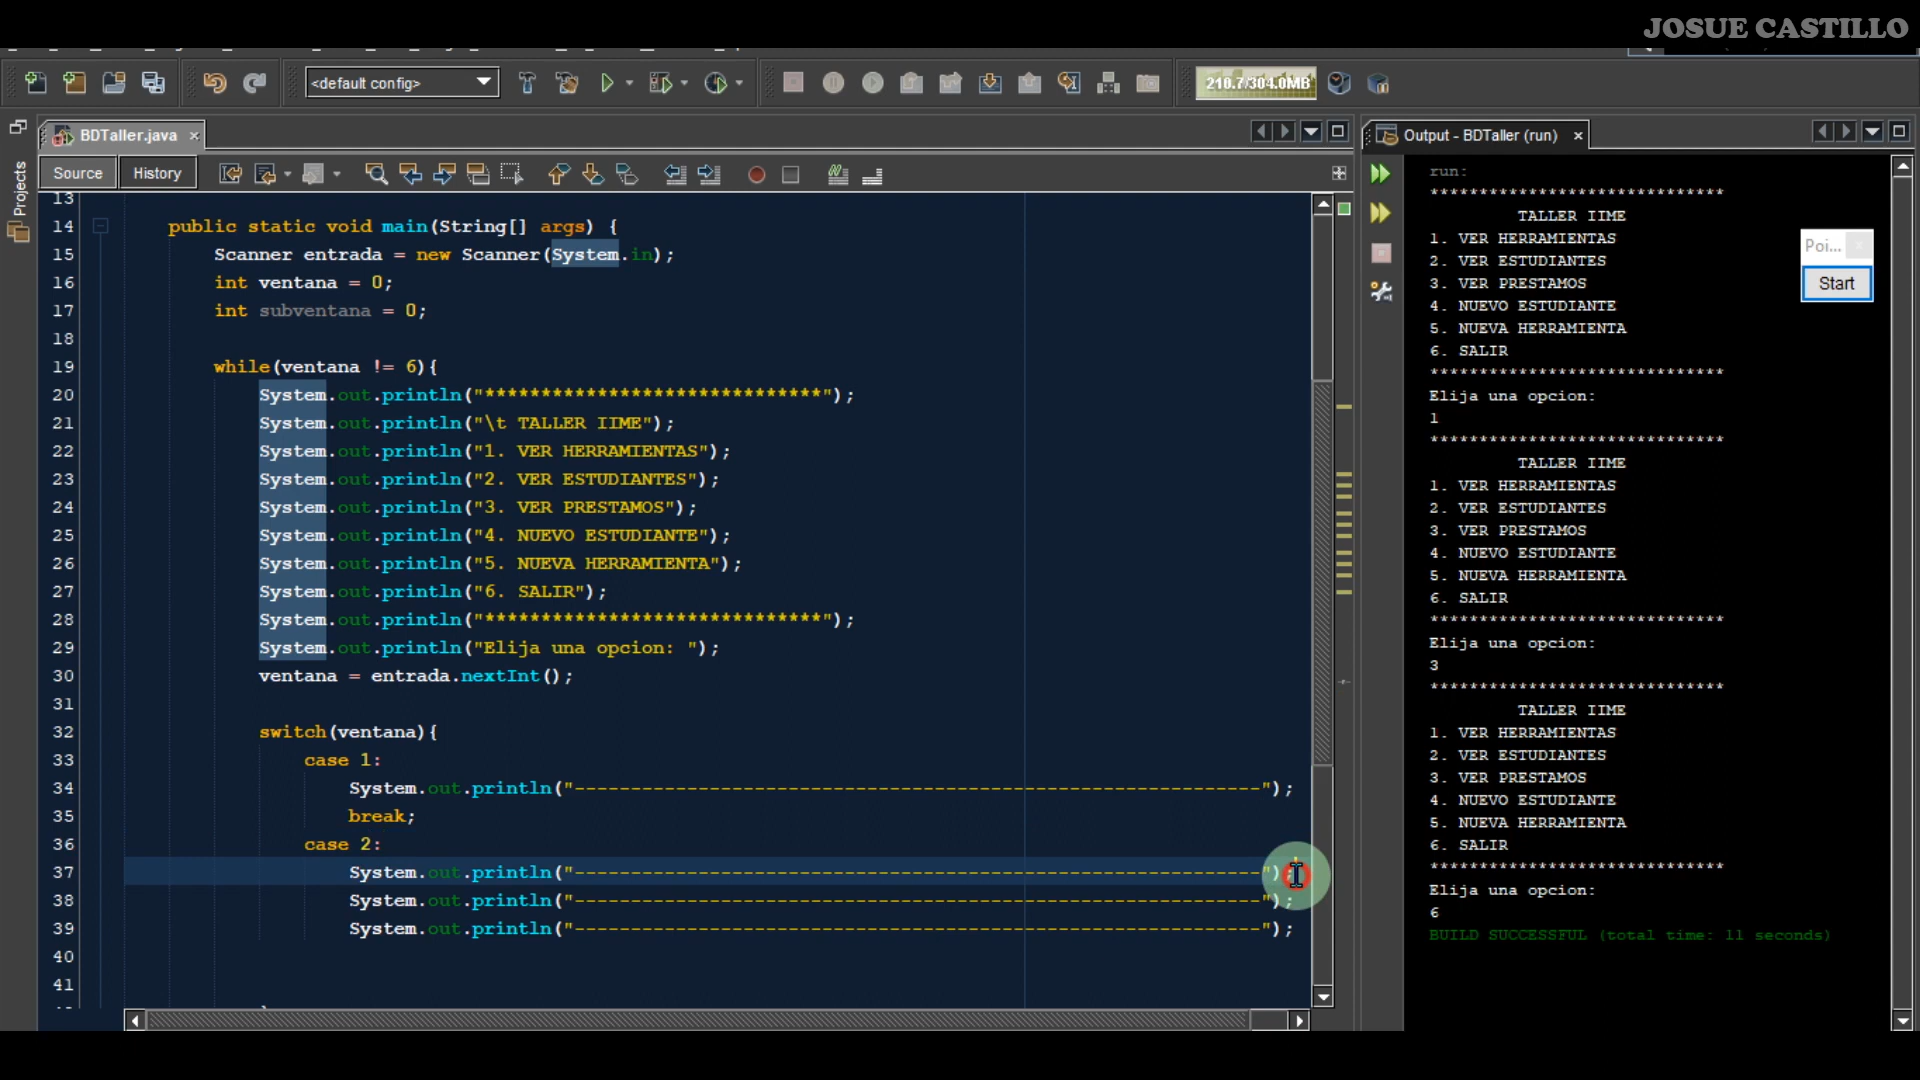 JOSUE CASTILLO
<default config>
210.7/304.0MB
BDTaller.java
Output - BDTaller (run)
Projects
Source
History
13
14 public static void main(String[] args) {
15 Scanner entrada = new Scanner(System.in);
16 int ventana = 0;
17 int subventana = 0;
18
19 while(ventana != 6){
20 System.out.println("******************************");
21 System.out.println("\t TALLER IIME");
22 System.out.println("1. VER HERRAMIENTAS");
23 System.out.println("2. VER ESTUDIANTES");
24 System.out.println("3. VER PRESTAMOS");
25 System.out.println("4. NUEVO ESTUDIANTE");
26 System.out.println("5. NUEVA HERRAMIENTA");
27 System.out.println("6. SALIR");
28 System.out.println("******************************");
29 System.out.println("Elija una opcion: ");
30 ventana = entrada.nextInt();
31
32 switch(ventana){
33 case 1:
34 System.out.println("-------------------------------------------------------------");
35 break;
36 case 2:
37 System.out.println("-------------------------------------------------------------");
38 System.out.println("-------------------------------------------------------------");
39 System.out.println("-------------------------------------------------------------");
40
41
run:
******************************
TALLER IIME
1. VER HERRAMIENTAS
2. VER ESTUDIANTES
3. VER PRESTAMOS
4. NUEVO ESTUDIANTE
5. NUEVA HERRAMIENTA
6. SALIR
******************************
Elija una opcion:
1
******************************
TALLER IIME
1. VER HERRAMIENTAS
2. VER ESTUDIANTES
3. VER PRESTAMOS
4. NUEVO ESTUDIANTE
5. NUEVA HERRAMIENTA
6. SALIR
******************************
Elija una opcion:
3
******************************
TALLER IIME
1. VER HERRAMIENTAS
2. VER ESTUDIANTES
3. VER PRESTAMOS
4. NUEVO ESTUDIANTE
5. NUEVA HERRAMIENTA
6. SALIR
******************************
Elija una opcion:
6
BUILD SUCCESSFUL (total time: 11 seconds)
Poi...
Start